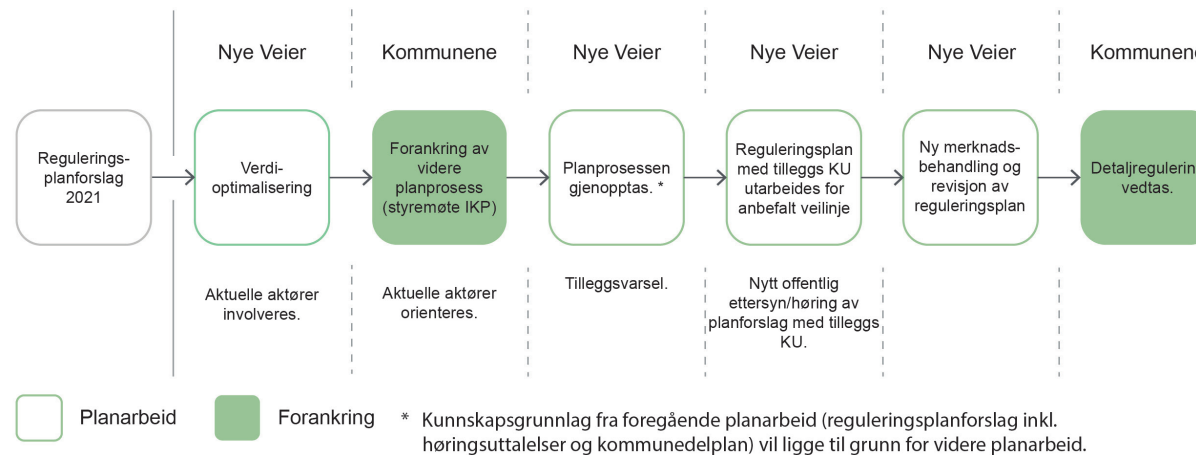 Nye Veier
Kommunene
Nye Veier
Nye Veier
Nye Veier
Kommunene
Regulerings-
planforslag
2021
Verdi-
optimalisering
Forankring av
videre
planprosess
(styremøte IKP)
Planprosessen
gjenopptas. *
Reguleringsplan
med tilleggs KU
utarbeides for
anbefalt veilinje
Ny merknads-
behandling og
revisjon av
reguleringsplan
Detaljregulerin
vedtas.
Aktuelle aktører
involveres.
Aktuelle aktører
orienteres.
Tilleggsvarsel.
Nytt offentlig
ettersyn/høring av
planforslag med tilleggs
KU.
Planarbeid
Forankring
* Kunnskapsgrunnlag fra foregående planarbeid (reguleringsplanforslag inkl.
høringsuttalelser og kommunedelplan) vil ligge til grunn for videre planarbeid.